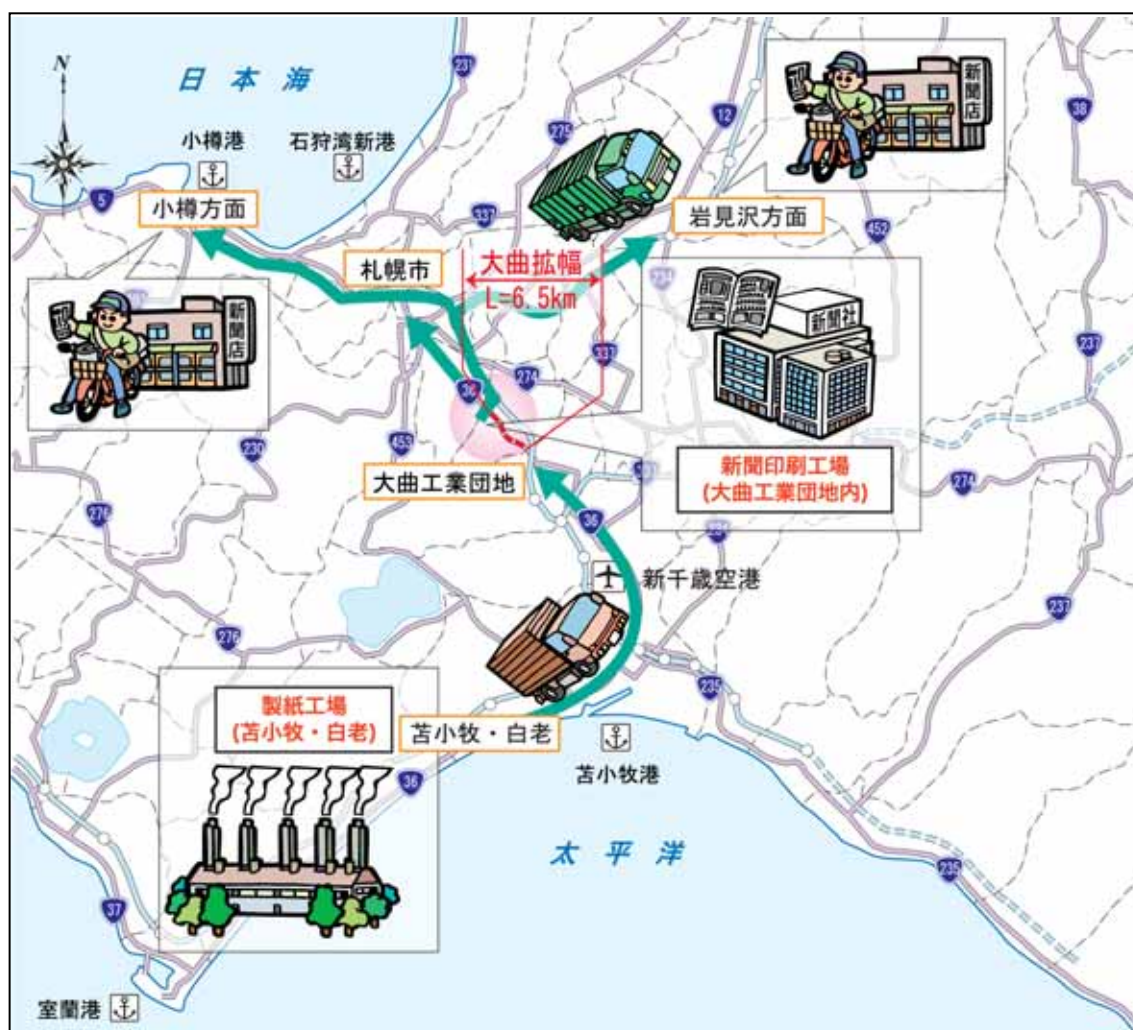 N
日本海
小樽港
石狩湾新港
231
275
12
38
新聞店
5
小樽方面
337
岩見沢方面
452
札幌市
大曲拡幅
L=6.5km
234
新聞社
新聞店
36
274
337
237
453
230
大曲工業団地
新聞印刷工場
(大曲工業団地内)
274
276
36
新千歳空港
237
276
235
製紙工場
(苫小牧・白老)
苫小牧・白老
苫小牧港
36
太平洋
235
37
室蘭港